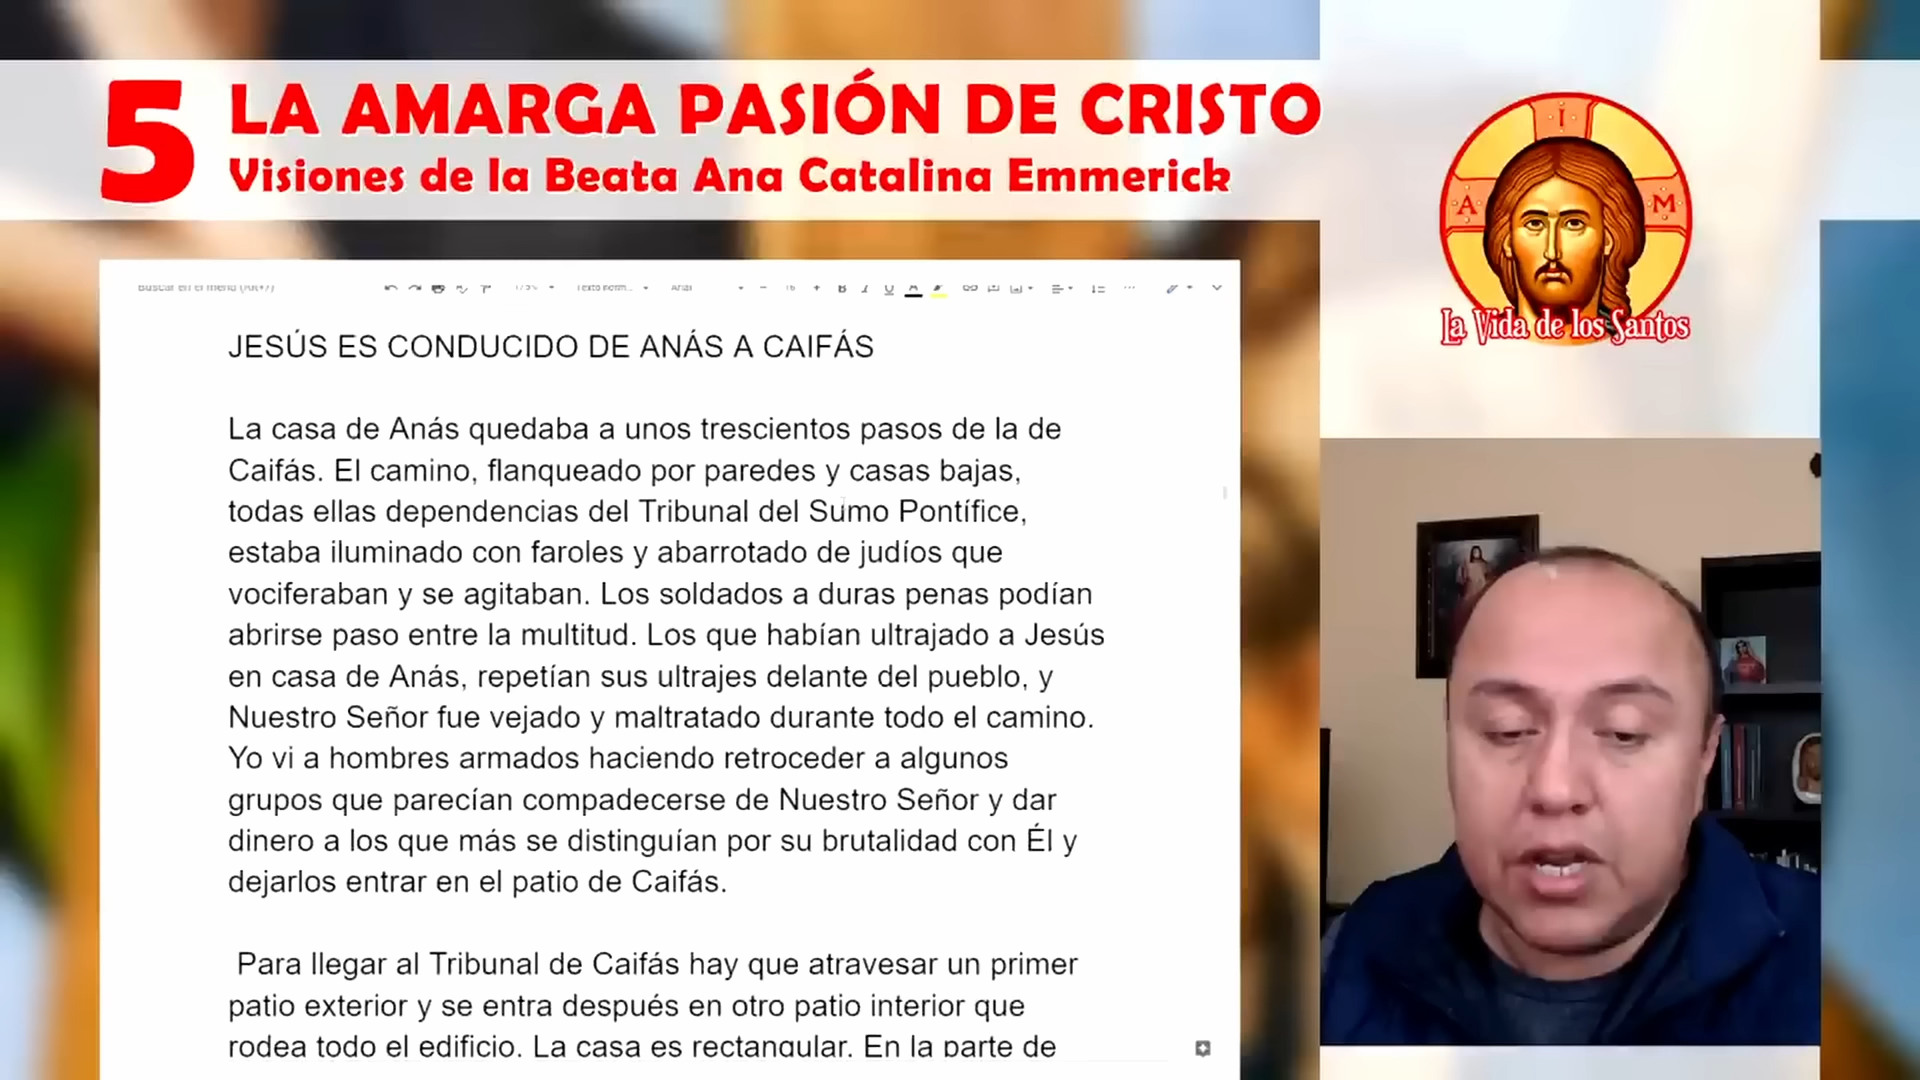 5
LA AMARGA PASIÓN DE CRISTO
Visiones de la Beata Ana Catalina Emmerick
I
A M
La Vida de los Santos
JESÚS ES CONDUCIDO DE ANÁS A CAIFÁS
La casa de Anás quedaba a unos trescientos pasos de la de
Caifás. El camino, flanqueado por paredes y casas bajas,
todas ellas dependencias del Tribunal del Sumo Pontífice,
estaba iluminado con faroles y abarrotado de judíos que
vociferaban y se agitaban. Los soldados a duras penas podían
abrirse paso entre la multitud. Los que habían ultrajado a Jesús
en casa de Anás, repetían sus ultrajes delante del pueblo, y
Nuestro Señor fue vejado y maltratado durante todo el camino.
Yo vi a hombres armados haciendo retroceder a algunos
grupos que parecían compadecerse de Nuestro Señor y dar
dinero a los que más se distinguían por su brutalidad con Él y
dejarlos entrar en el patio de Caifás.
Para llegar al Tribunal de Caifás hay que atravesar un primer
patio exterior y se entra después en otro patio interior que
rodea todo el edificio. La casa es rectangular. En la parte de